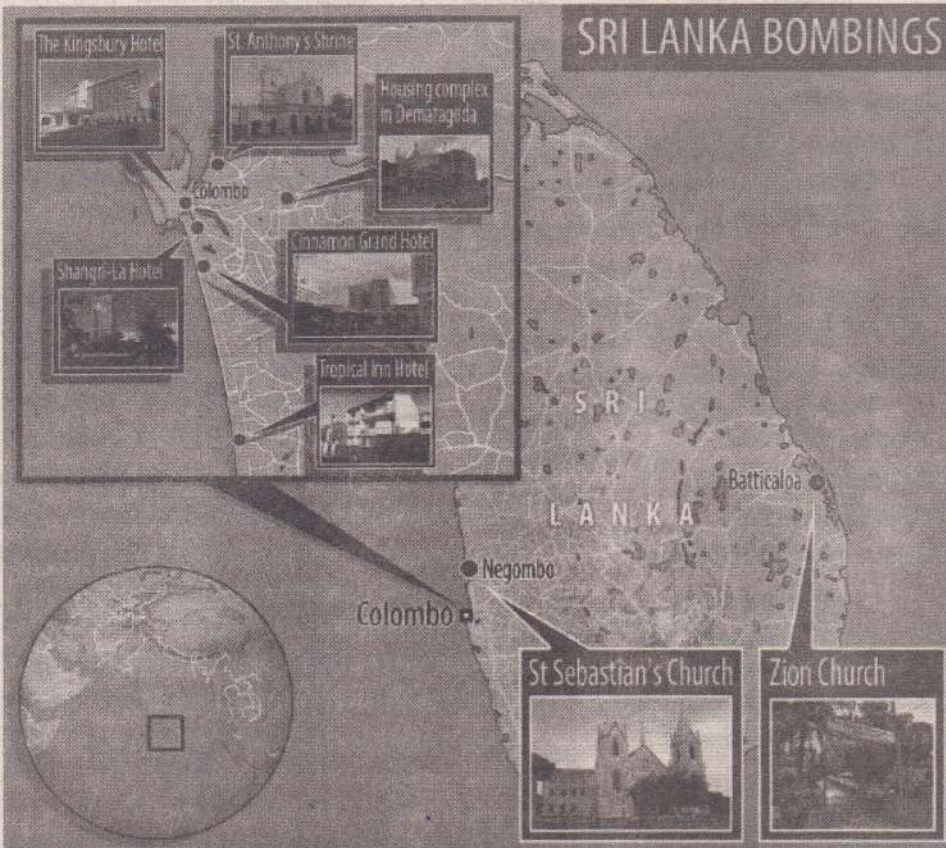 SRI LANKA BOMBINGS
The Kingsbury Hotel
St. Anthony's Shrine
Housing complex
in Dematagoda
Colombo
Cinnamon Grand Hotel
Shangri-La Hotel
Tropical Inn Hotel
SRI
LANKA
Batticaloa
Negombo
Colombo
St Sebastian's Church
Zion Church